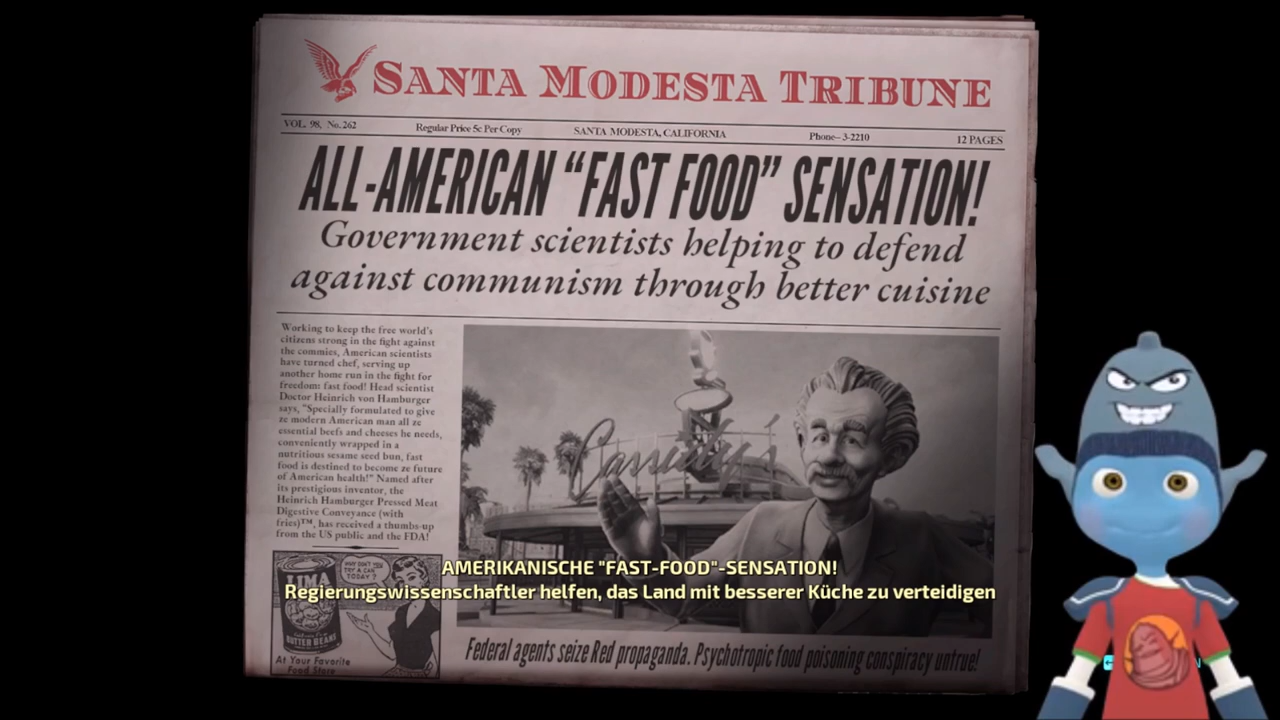 SANTA MODESTA TRIBUNE
VOL. 98, No. 262
Regular Price 5c Per Copy
SANTA MODESTA, CALIFORNIA
Phone- 3-2210
12 PAGES
ALL-AMERICAN “FAST FOOD” SENSATION!
Government scientists helping to defend
against communism through better cuisine
Working to keep the free world's
citizens strong in the fight against
the commies, American scientists
have turned chef, serving up
another home run in the fight for
freedom: fast food! Head scientist
Doctor Heinrich von Hamburger
says, "Specially formulated to give
ze modern American man all ze
essential beefs and cheeses he needs,
conveniently wrapped in a
nutritious sesame seed bun, fast
food is destined to become ze future
of American health!" Named after
its prestigious inventor, the
Heinrich Hamburger Pressed Meat
Digestive Conveyance (with
fries)™, has received a thumbs-up
from the US public and the FDA!
Cassidy's
WHY DON'T YOU
TRY A CAN
TODAY?
LIMA
BUTTER BEANS
At Your Favorite
Food Store
AMERIKANISCHE "FAST-FOOD"-SENSATION!
Regierungswissenschaftler helfen, das Land mit besserer Küche zu verteidigen
Federal agents seize Red propaganda. Psychotropic food poisoning conspiracy untrue!